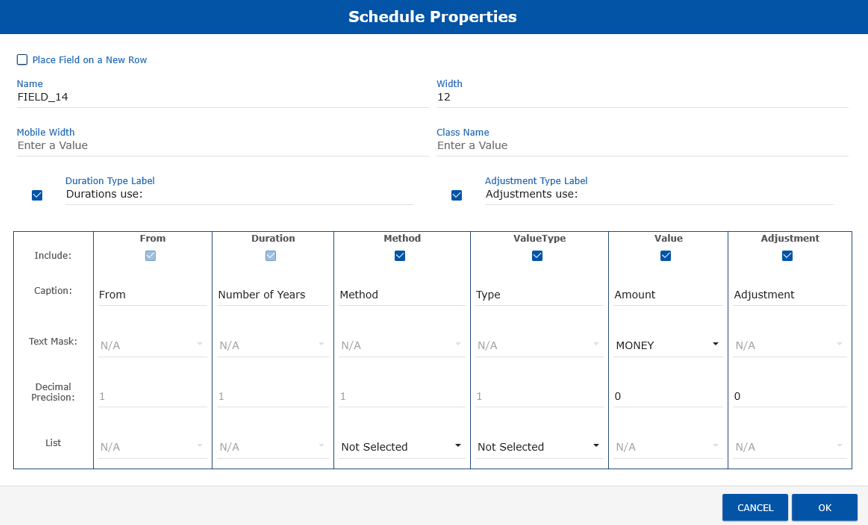 Schedule Properties
Place Field on a New Row
Name
Width
FIELD_14
12
Mobile Width
Class Name
Enter a Value
Enter a Value
Duration Type Label
Adjustment Type Label
Durations use:
Adjustments use:
From Duration Method ValueType Value Adjustment
Include:
Caption: From Number of Years Method Type Amount Adjustment
Text Mask: N/A N/A N/A N/A MONEY N/A
Decimal
Precision: 1 1 1 1 0 0
List N/A N/A Not Selected Not Selected N/A N/A
CANCEL OK